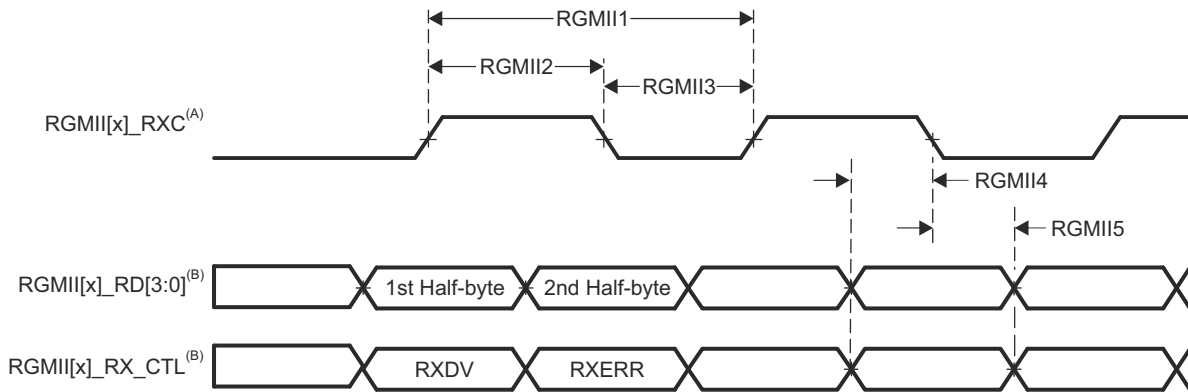 RGMII1
RGMII2
RGMII3
RGMII[x]_RXC(A)
RGMII4
RGMII5
RGMII[x]_RD[3:0](B)
1st Half-byte
2nd Half-byte
RGMII[x]_RX_CTL(B)
RXDV
RXERR